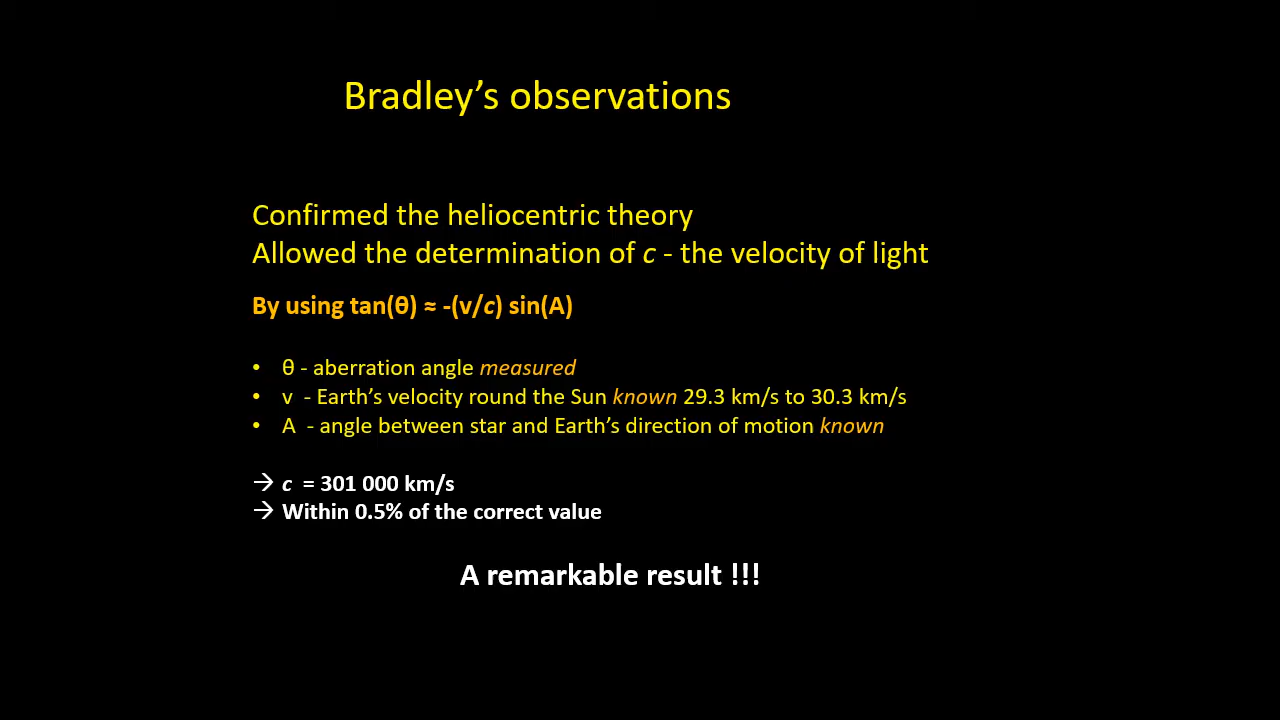 Bradley’s observations
Confirmed the heliocentric theory
Allowed the determination of c - the velocity of light
By using tan(θ) ≈ -(v/c) sin(A)
• θ - aberration angle measured
• v - Earth’s velocity round the Sun known 29.3 km/s to 30.3 km/s
• A - angle between star and Earth’s direction of motion known
→ c = 301 000 km/s
→ Within 0.5% of the correct value
A remarkable result !!!